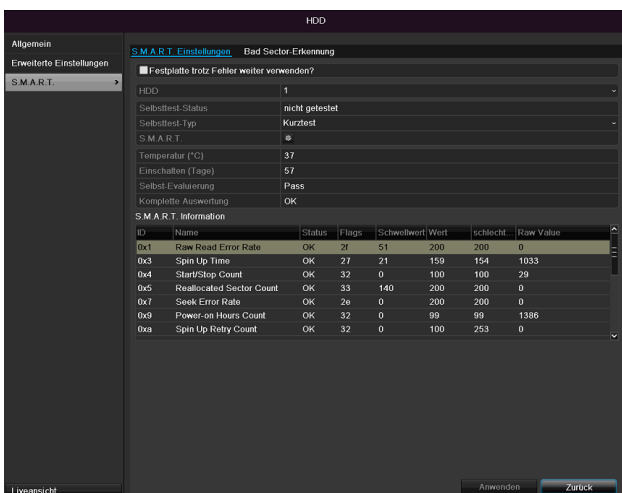 HDD
Allgemein
Erweiterte Einstellungen
S.M.A.R.T. >
S.M.A.R.T. Einstellungen Bad Sector-Erkennung
Festplatte trotz Fehler weiter verwenden?
HDD 1
Selbsttest-Status nicht getestet
Selbsttest-Typ Kurztest
S.M.A.R.T.
Temperatur (°C) 37
Einschalten (Tage) 57
Selbst-Evaluierung Pass
Komplette Auswertung OK
S.M.A.R.T. Information
ID Name Status Flags Schwellwert Wert schlecht... Raw Value
0x1 Raw Read Error Rate OK 2f 51 200 200 0
0x3 Spin Up Time OK 27 21 159 154 1033
0x4 Start/Stop Count OK 32 0 100 100 29
0x5 Reallocated Sector Count OK 33 140 200 200 0
0x7 Seek Error Rate OK 2e 0 200 200 0
0x9 Power-on Hours Count OK 32 0 99 99 1386
0xa Spin Up Retry Count OK 32 0 100 253 0
Liveansicht Anwenden Zurück